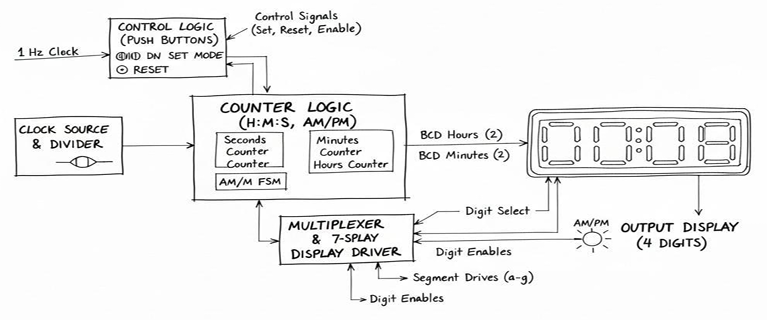 CONTROL LOGIC
(PUSH BUTTONS)
DN SET MODE
RESET
Control Signals
(Set, Reset, Enable)
1 Hz Clock
CLOCK SOURCE
& DIVIDER
COUNTER LOGIC
(H:M:S, AM/PM)
Seconds
Counter
Counter
Minutes
Counter
Hours Counter
AM/M FSM
BCD Hours (2)
BCD Minutes (2)
MULTIPLEXER
& 7-SPLAY
DISPLAY DRIVER
Digit Select
Digit Enables
AM/PM
OUTPUT DISPLAY
(4 DIGITS)
Segment Drives (a-g)
Digit Enables